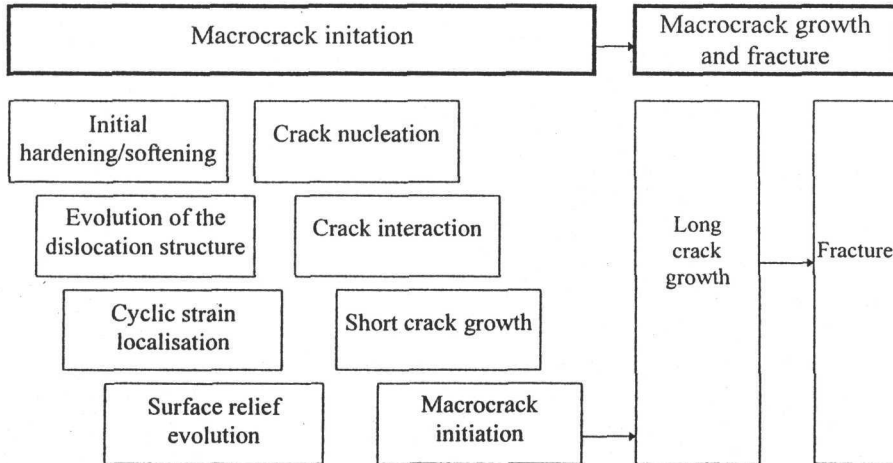 Macrocrack initation
Macrocrack growth
and fracture
Initial
hardening/softening
Evolution of the
dislocation structure
Cyclic strain
localisation
Surface relief
evolution
Crack nucleation
Crack interaction
Short crack growth
Macrocrack
initiation
Long
crack
growth
Fracture